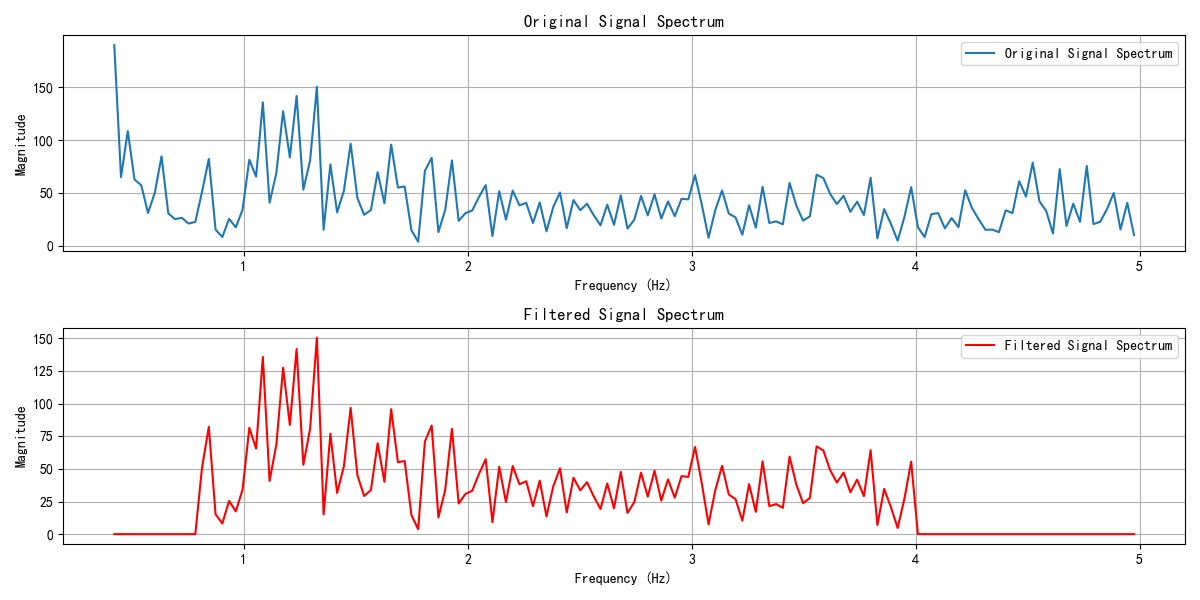 Original Signal Spectrum
Original Signal Spectrum
Magnitude
150
100
50
0
1 2 3 4 5
Frequency (Hz)
Filtered Signal Spectrum
Filtered Signal Spectrum
Magnitude
150
125
100
75
50
25
0
1 2 3 4 5
Frequency (Hz)